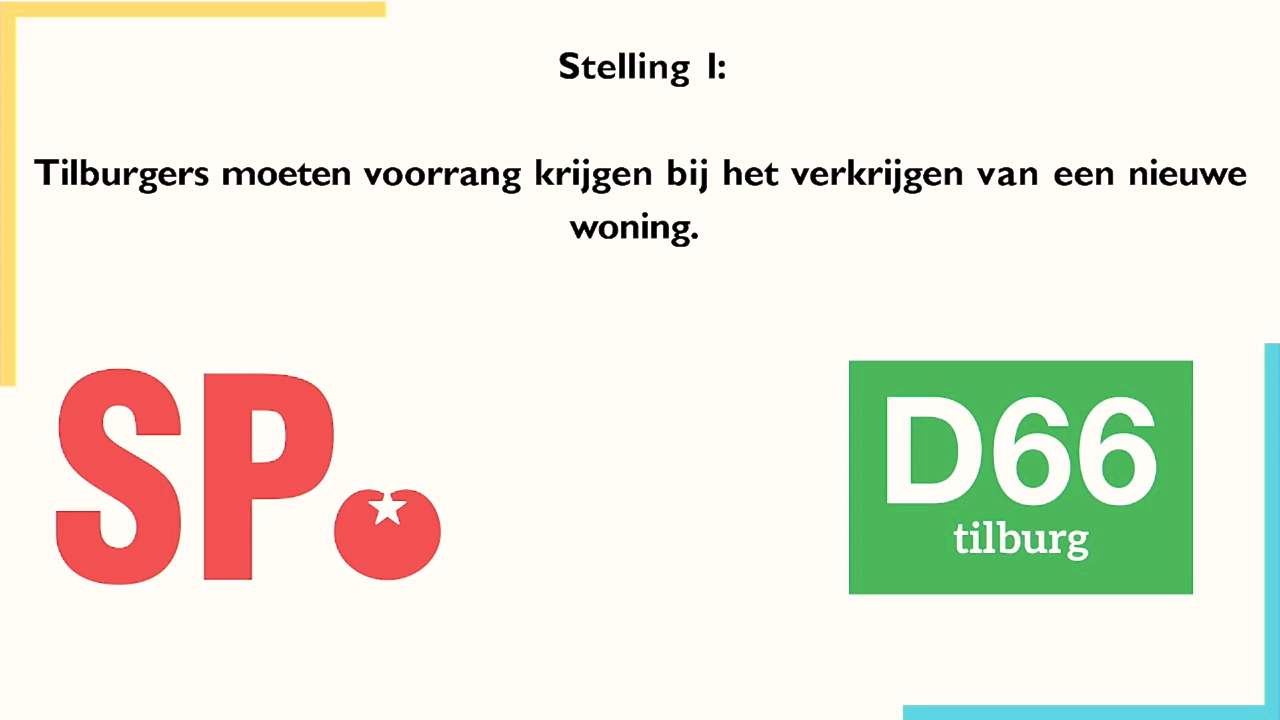 Stelling 1:
Tilburgers moeten voorrang krijgen bij het verkrijgen van een nieuwe
woning.
SP
D66
tilburg